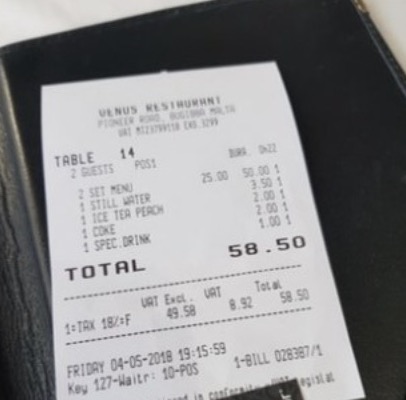 VENUS RESTAURANT
PIONEER ROAD, BUGIBBA MALTA
TABLE 14
2 GUESTS POS1
2 SET MENU 25.00 50.00 1
1 STILL WATER 3.50 1
1 ICE TEA PEACH 2.00 1
1 COKE 2.00 1
1 SPEC.DRINK 1.00 1
TOTAL 58.50
VAT Excl. VAT Total
1=TAX 18%=F 49.58 8.92 58.50
FRIDAY 04-05-2018 19:15:59
Key 127-Waitr: 10-POS 1-BILL 028387/1